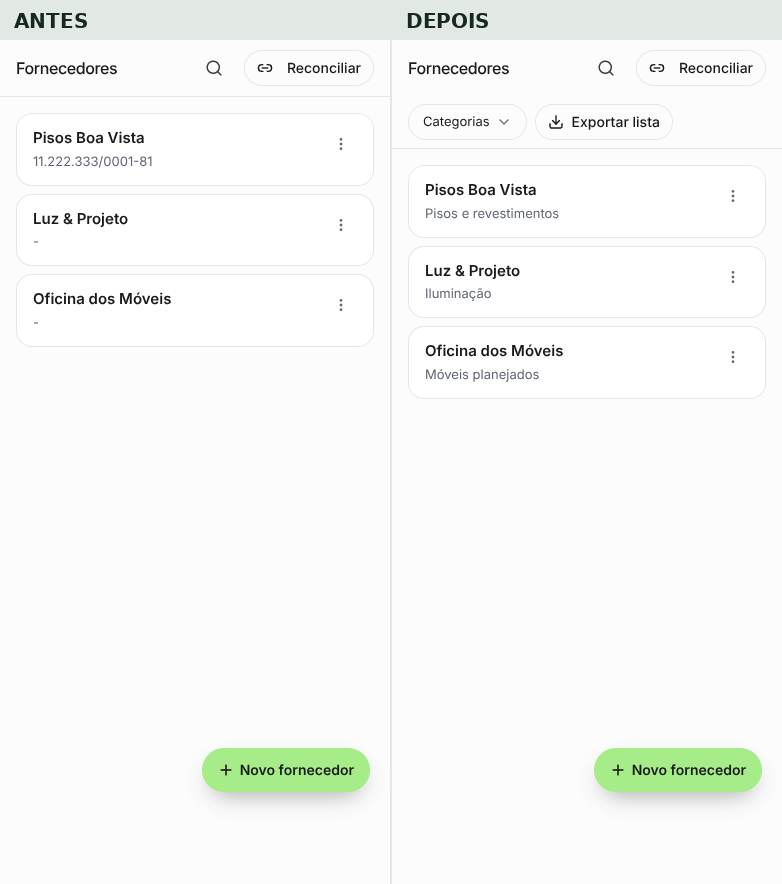 ANTES
Fornecedores
Reconciliar
Pisos Boa Vista
11.222.333/0001-81
Luz & Projeto
-
Oficina dos Móveis
-
Novo fornecedor
DEPOIS
Fornecedores
Reconciliar
Categorias
Exportar lista
Pisos Boa Vista
Pisos e revestimentos
Luz & Projeto
Iluminação
Oficina dos Móveis
Móveis planejados
Novo fornecedor